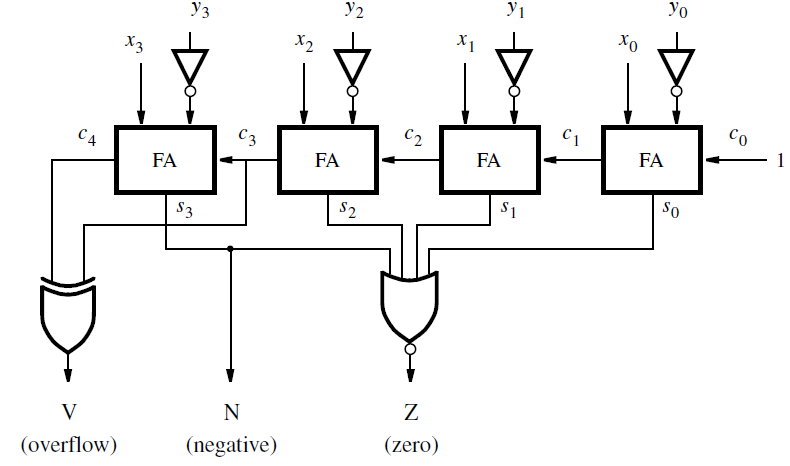 y₃ y₂ y₁ y₀
x₃ x₂ x₁ x₀
c₄ c₃ c₂ c₁ c₀
FA FA FA FA 1
s₃ s₂ s₁ s₀
V N Z
(overflow) (negative) (zero)